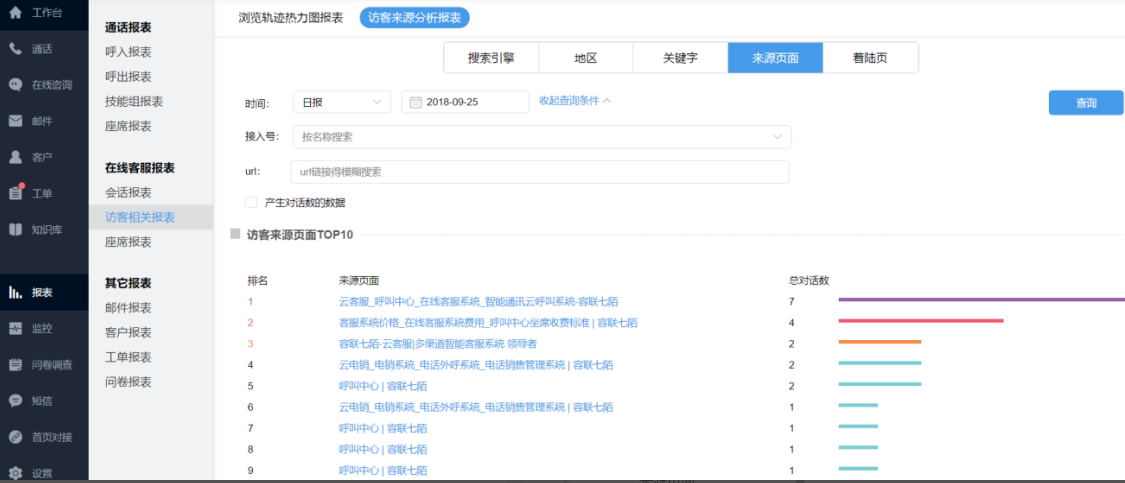 工作台
通话
在线咨询
邮件
客户
工单
知识库
报表
监控
问卷调查
短信
首页对接
设置
通话报表
呼入报表
呼出报表
技能组报表
座席报表
在线客服报表
会话报表
访客相关报表
座席报表
其它报表
邮件报表
客户报表
工单报表
问卷报表
浏览轨迹热力图报表 访客来源分析报表
搜索引擎 地区 关键字 来源页面 着陆页
时间: 日报 2018-09-25 收起查询条件 查询
接入号: 按名称搜索
url: url链接得模糊搜索
产生对话数的数据
访客来源页面TOP10
排名 来源页面 总对话数
1 云客服_呼叫中心_在线客服系统_智能通讯云呼叫系统-容联七陌 7
2 客服系统价格_在线客服系统费用_呼叫中心坐席收费标准 | 容联七陌 4
3 容联七陌-云客服|多渠道智能客服系统 领导者 2
4 云电销_电销系统_电话外呼系统_电话销售管理系统 | 容联七陌 2
5 呼叫中心 | 容联七陌 2
6 云电销_电销系统_电话外呼系统_电话销售管理系统 | 容联七陌 1
7 呼叫中心 | 容联七陌 1
8 呼叫中心 | 容联七陌 1
9 呼叫中心 | 容联七陌 1